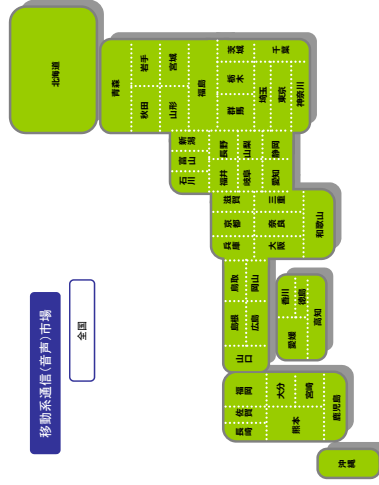 移動系通信(音声)市場
全国
北海道
青森
秋田
岩手
山形
宮城
福島
石川
富山
新潟
群馬
栃木
茨城
埼玉
東京
千葉
神奈川
福井
長野
岐阜
山梨
愛知
静岡
兵庫
京都
滋賀
大阪
奈良
三重
和歌山
山口
島根
鳥取
広島
岡山
愛媛
香川
徳島
高知
長崎
佐賀
福岡
大分
熊本
宮崎
鹿児島
沖縄